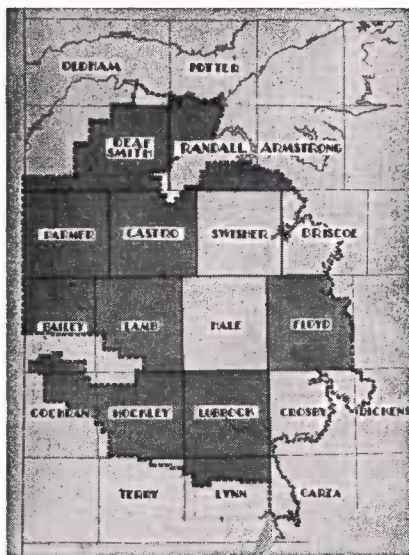 OLDHAM POTTER
DEAF SMITH RANDALL ARMSTRONG
PARMER CASTRO SWISHER BRISCOE
BAILEY LAMB HALE FLOYD
COCHRAN HOCKLEY LUBBOCK CROSBY DICKENS
TERRY LYNN GARZA